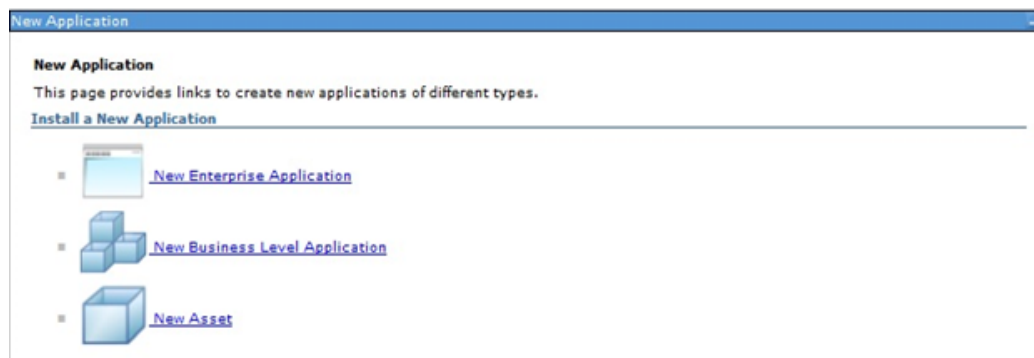 New Application
New Application
This page provides links to create new applications of different types.
Install a New Application
New Enterprise Application
New Business Level Application
New Asset